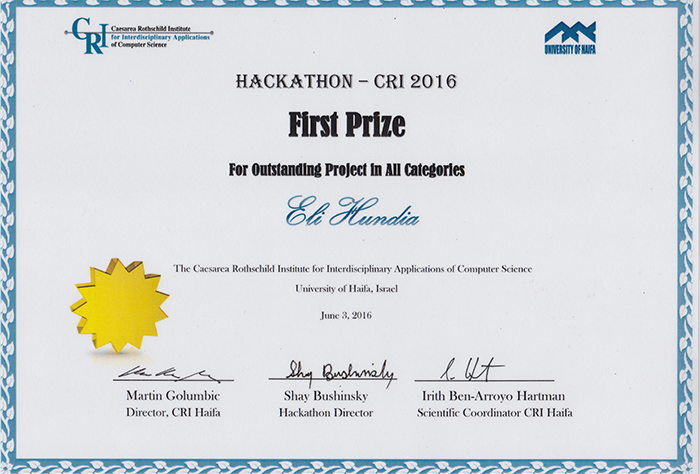 CRI
Caesarea Rothschild Institute
for Interdisciplinary Applications
of Computer Science
UNIVERSITY OF HAIFA
HACKATHON – CRI 2016
First Prize
For Outstanding Project in All Categories
Eli Hundia
The Caesarea Rothschild Institute for Interdisciplinary Applications of Computer Science
University of Haifa, Israel
June 3, 2016
Shay Bushinsky
Martin Golumbic
Shay Bushinsky
Irith Ben-Arroyo Hartman
Director, CRI Haifa
Hackathon Director
Scientific Coordinator CRI Haifa